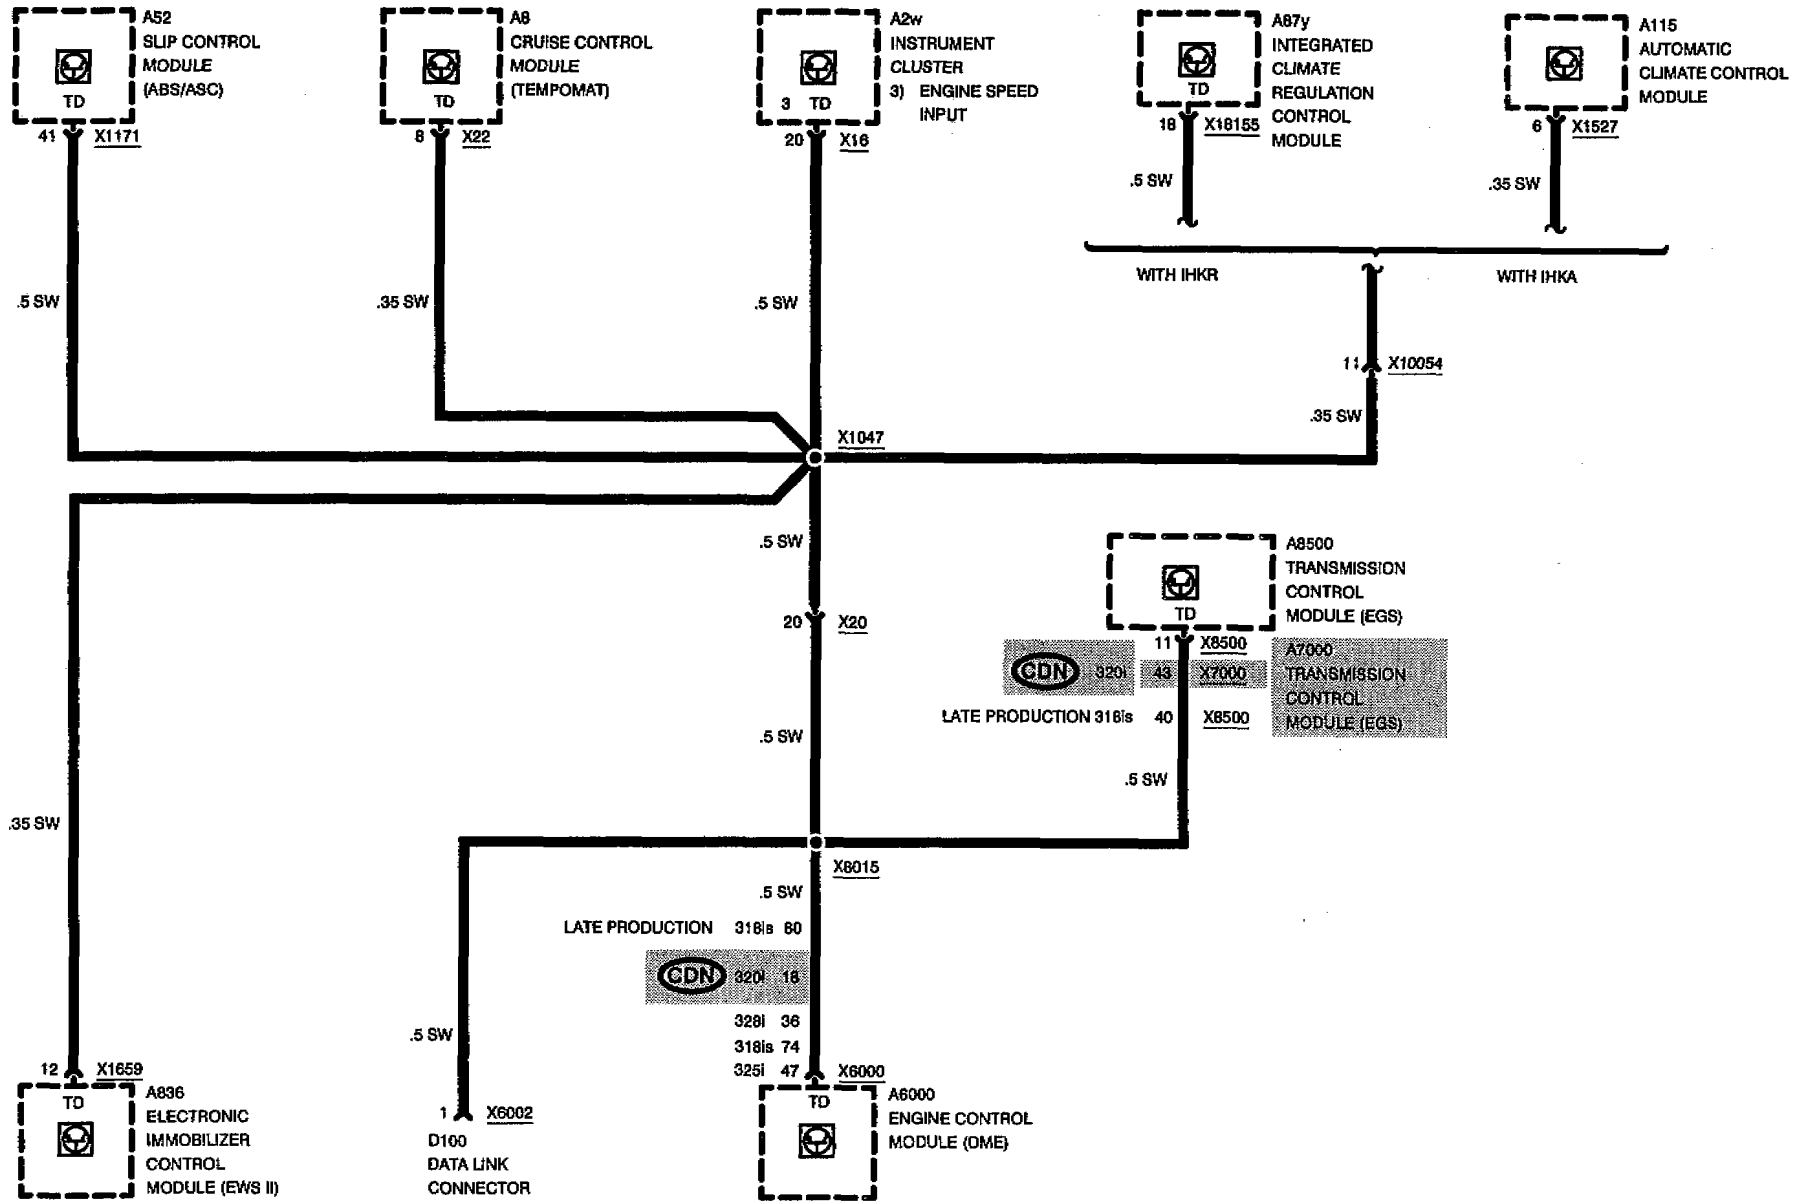 A52
SLIP CONTROL
MODULE
(ABS/ASC)
TD
41 X1171
A8
CRUISE CONTROL
MODULE
(TEMPOMAT)
TD
8 X22
A2w
INSTRUMENT
CLUSTER
3) ENGINE SPEED
INPUT
3 TD
20 X16
A87y
INTEGRATED
CLIMATE
REGULATION
CONTROL
MODULE
TD
18 X18155
A115
AUTOMATIC
CLIMATE CONTROL
MODULE
6 X1527
.5 SW
.35 SW
WITH IHKR
WITH IHKA
.5 SW
.35 SW
.5 SW
11 X10054
.35 SW
X1047
.5 SW
20 X20
A8500
TRANSMISSION
CONTROL
MODULE (EGS)
TD
11 X8500
CDN 320i 43 X7000
A7000
TRANSMISSION
CONTROL
MODULE (EGS)
LATE PRODUCTION 318is 40 X8500
.5 SW
.5 SW
.35 SW
X8015
.5 SW
LATE PRODUCTION 318is 60
CDN 320i 18
328i 36
318is 74
325i 47 X6000
.5 SW
12 X1659
TD
A836
ELECTRONIC
IMMOBILIZER
CONTROL
MODULE (EWS II)
1 X6002
D100
DATA LINK
CONNECTOR
TD
A6000
ENGINE CONTROL
MODULE (DME)